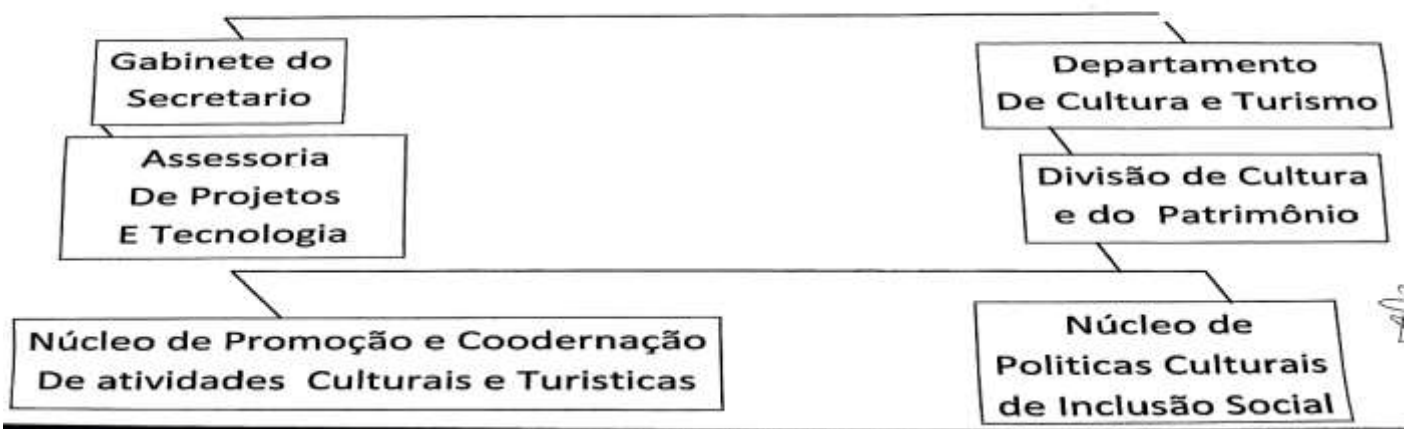 Gabinete do
Secretario
Departamento
De Cultura e Turismo
Assessoria
De Projetos
E Tecnologia
Divisão de Cultura
e do Patrimônio
Núcleo de Promoção e Coodernação
De atividades Culturais e Turisticas
Núcleo de
Politicas Culturais
de Inclusão Social